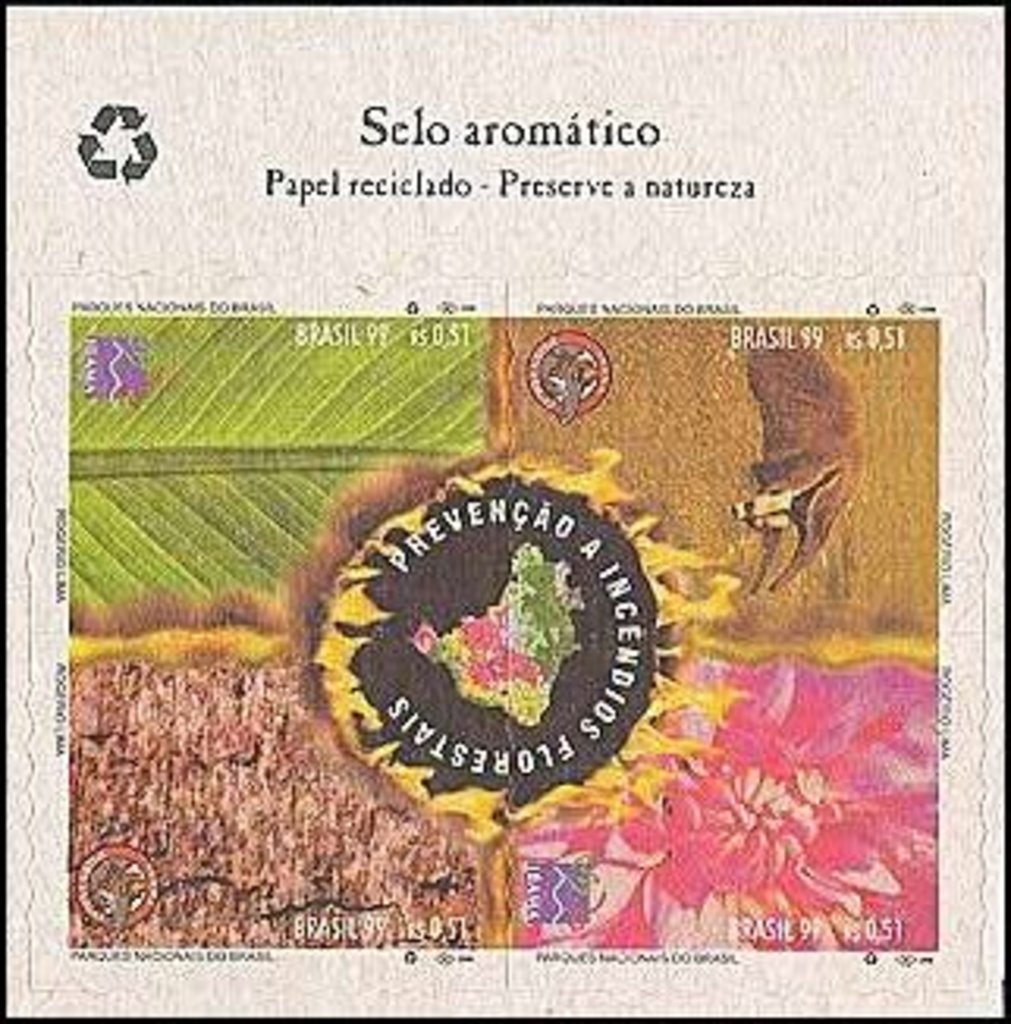 Selo aromático
Papel reciclado - Preserve a natureza
PARQUES NACIONAIS DO BRASIL
PARQUES NACIONAIS DO BRASIL
IBAMA
BRASIL 99 R$ 0,51
BRASIL 99 R$ 0,51
PREVENÇÃO A INCÊNDIOS FLORESTAIS
IBAMA
BRASIL 99 R$ 0,51
BRASIL 99 R$ 0,51
PARQUES NACIONAIS DO BRASIL
PARQUES NACIONAIS DO BRASIL